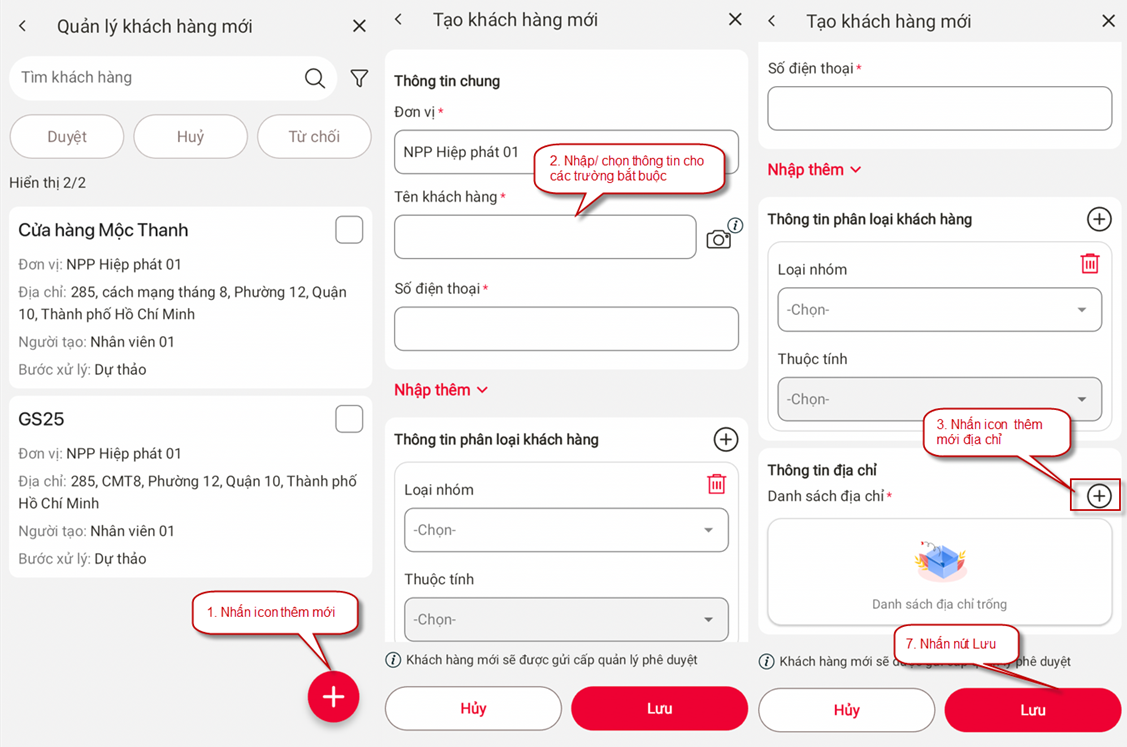 Quản lý khách hàng mới
Tìm khách hàng
Duyệt
Huỷ
Từ chối
Hiển thị 2/2
Cửa hàng Mộc Thanh
Đơn vị: NPP Hiệp phát 01
Địa chỉ: 285, cách mạng tháng 8, Phường 12, Quận
10, Thành phố Hồ Chí Minh
Người tạo: Nhân viên 01
Bước xử lý: Dự thảo
GS25
Đơn vị: NPP Hiệp phát 01
Địa chỉ: 285, CMT8, Phường 12, Quận 10, Thành phố
Hồ Chí Minh
Người tạo: Nhân viên 01
Bước xử lý: Dự thảo
1. Nhấn icon thêm mới
Tạo khách hàng mới
Thông tin chung
Đơn vị *
NPP Hiệp phát 01
2. Nhập/ chọn thông tin cho
các trường bắt buộc
Tên khách hàng *
Số điện thoại *
Nhập thêm
Thông tin phân loại khách hàng
Loại nhóm
-Chọn-
Thuộc tính
-Chọn-
Khách hàng mới sẽ được gửi cấp quản lý phê duyệt
Hủy
Lưu
Tạo khách hàng mới
Số điện thoại *
Nhập thêm
Thông tin phân loại khách hàng
Loại nhóm
-Chọn-
Thuộc tính
-Chọn-
3. Nhấn icon thêm
mới địa chỉ
Thông tin địa chỉ
Danh sách địa chỉ *
Danh sách địa chỉ trống
7. Nhấn nút Lưu
Khách hàng mới sẽ được gửi cấp quản lý phê duyệt
Hủy
Lưu